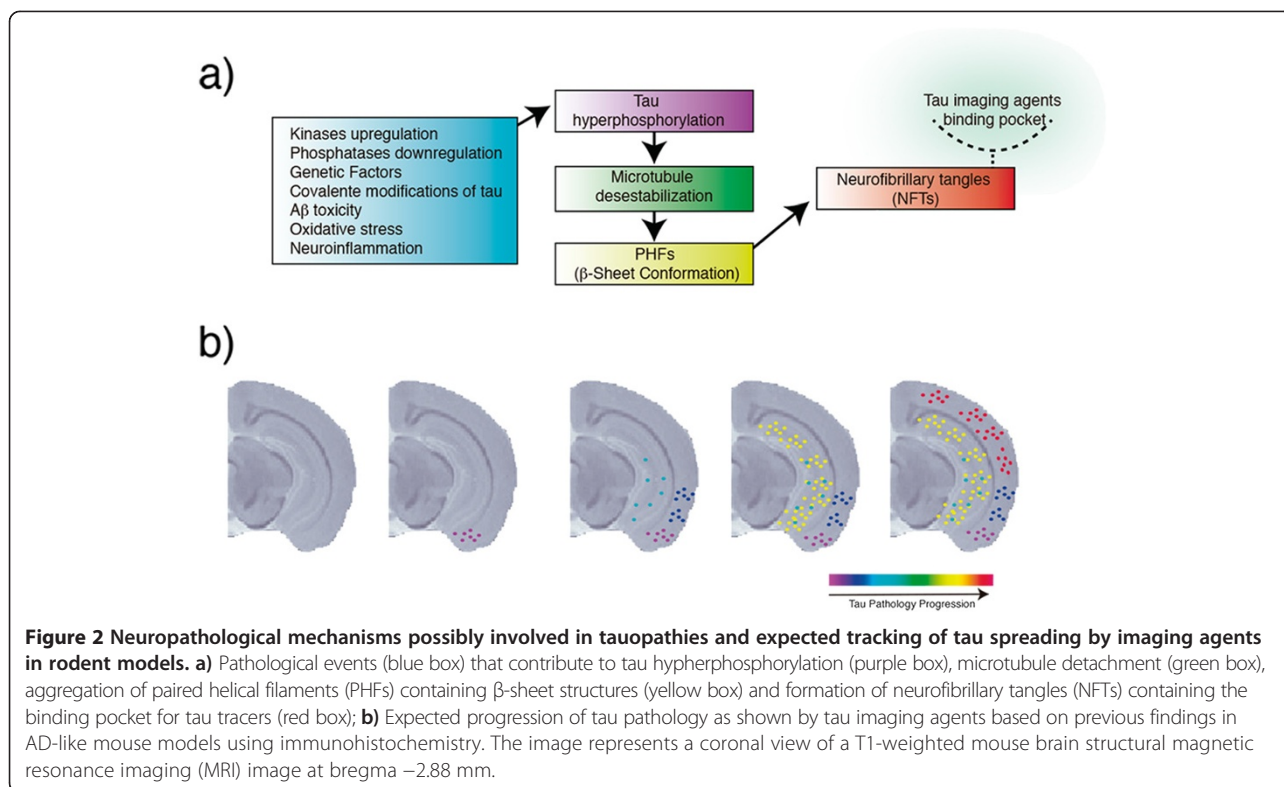 a)
Kinases upregulation
Phosphatases downregulation
Genetic Factors
Covalente modifications of tau
Aβ toxicity
Oxidative stress
Neuroinflammation
Tau
hyperphosphorylation
Microtubule
desestabilization
PHFs
(β-Sheet Conformation)
Tau imaging agents
binding pocket
Neurofibrillary tangles
(NFTs)
b)
Tau Pathology Progression
Figure 2 Neuropathological mechanisms possibly involved in tauopathies and expected tracking of tau spreading by imaging agents
in rodent models. a) Pathological events (blue box) that contribute to tau hypherphosphorylation (purple box), microtubule detachment (green box),
aggregation of paired helical filaments (PHFs) containing β-sheet structures (yellow box) and formation of neurofibrillary tangles (NFTs) containing the
binding pocket for tau tracers (red box); b) Expected progression of tau pathology as shown by tau imaging agents based on previous findings in
AD-like mouse models using immunohistochemistry. The image represents a coronal view of a T1-weighted mouse brain structural magnetic
resonance imaging (MRI) image at bregma −2.88 mm.